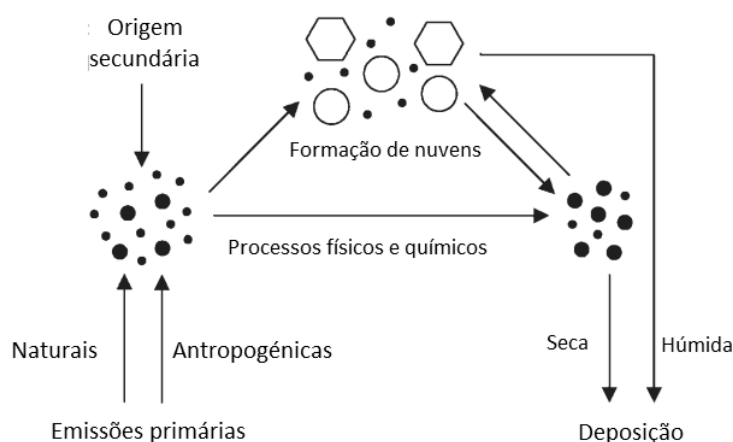 Origem
secundária
Formação de nuvens
Processos físicos e químicos
Naturais
Antropogénicas
Seca
Húmida
Emissões primárias
Deposição